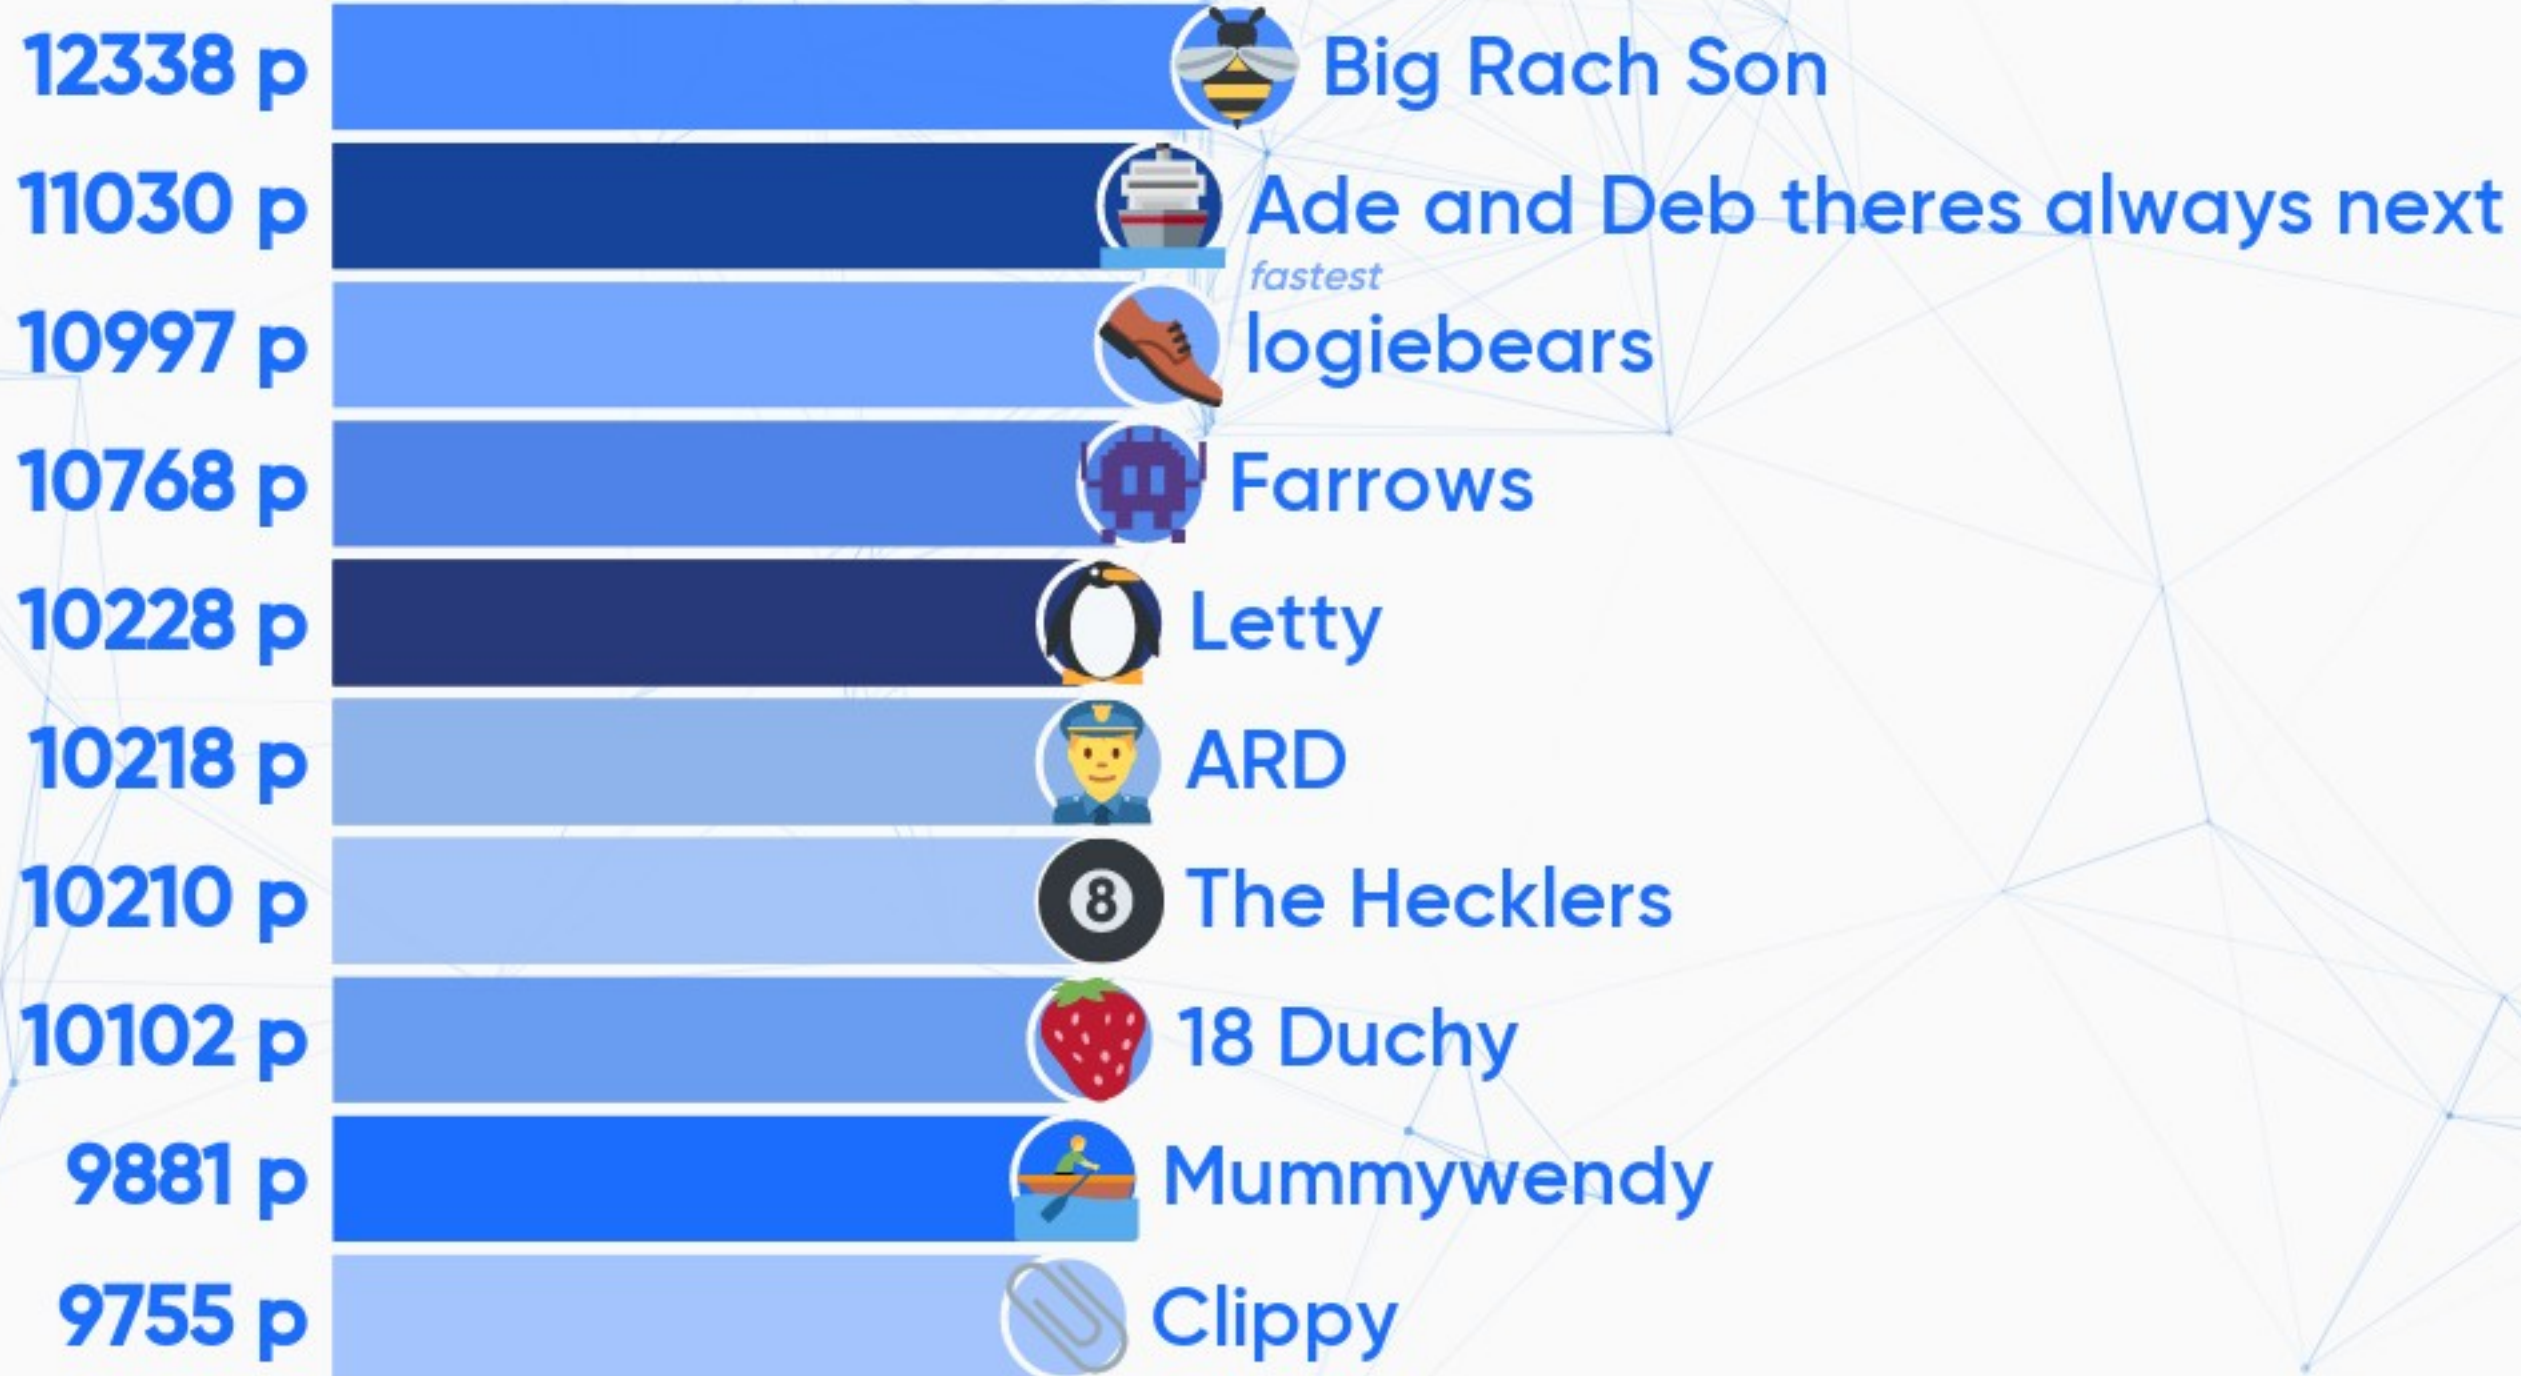 12338 p Big Rach Son
11030 p Ade and Deb theres always next
fastest
10997 p logiebears
10768 p Farrows
10228 p Letty
10218 p ARD
10210 p 8 The Hecklers
10102 p 18 Duchy
9881 p Mummywendy
9755 p Clippy